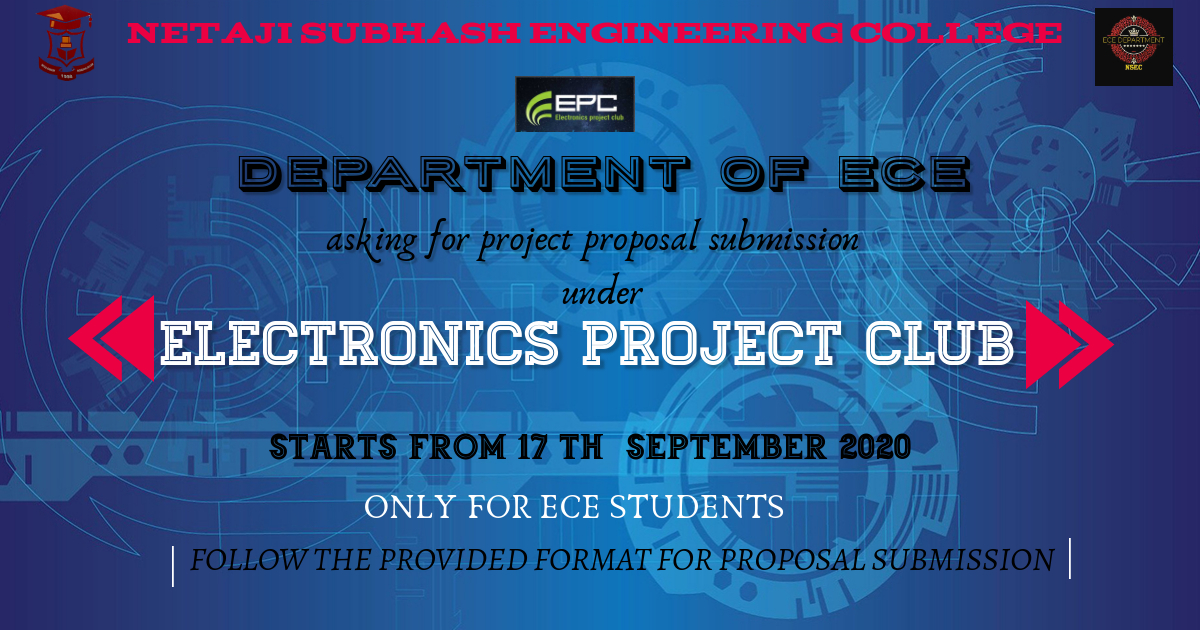 NETAJI SUBHASH ENGINEERING COLLEGE
1998
ECE DEPARTMENT
NSEC
EPC
Electronics project club
DEPARTMENT OF ECE
asking for project proposal submission
under
ELECTRONICS PROJECT CLUB
STARTS FROM 17 TH SEPTEMBER 2020
ONLY FOR ECE STUDENTS
FOLLOW THE PROVIDED FORMAT FOR PROPOSAL SUBMISSION